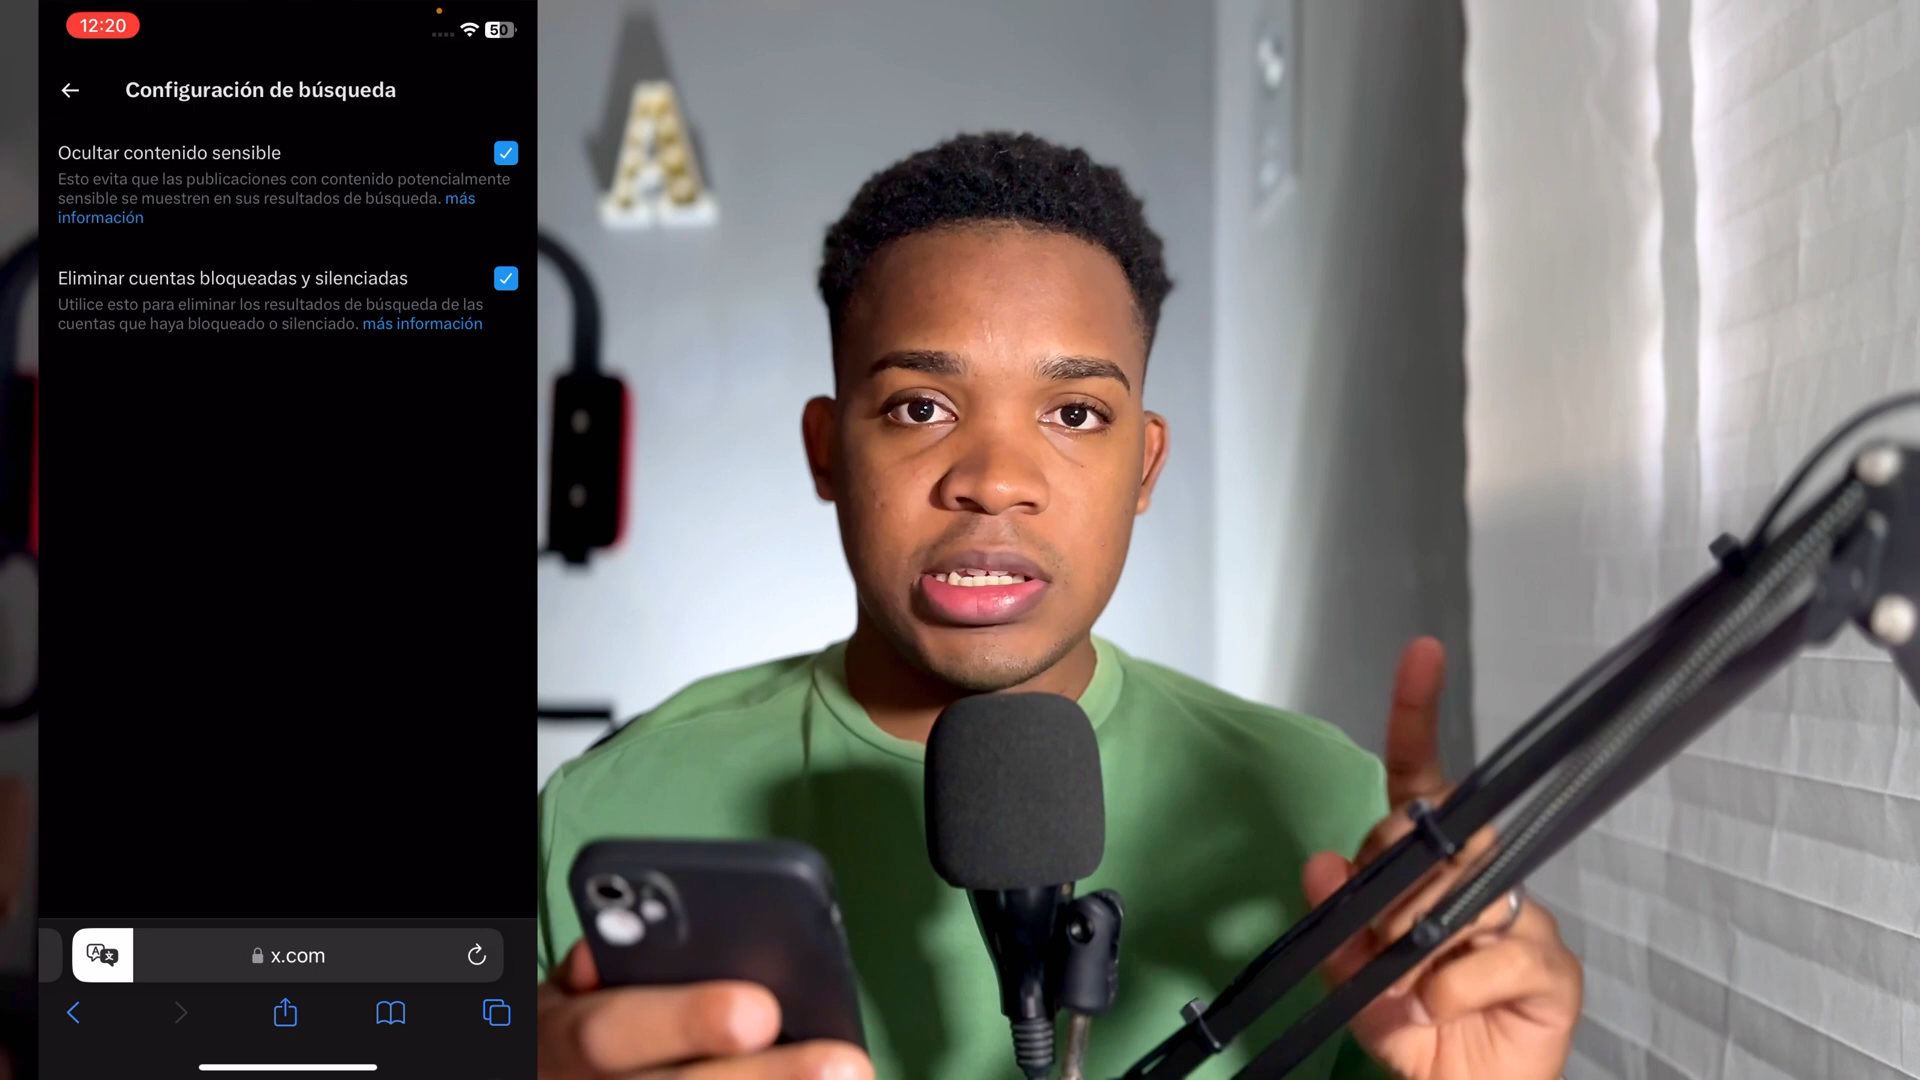 12:20
50
Configuración de búsqueda
Ocultar contenido sensible
Esto evita que las publicaciones con contenido potencialmente
sensible se muestren en sus resultados de búsqueda. más
información
Eliminar cuentas bloqueadas y silenciadas
Utilice esto para eliminar los resultados de búsqueda de las
cuentas que haya bloqueado o silenciado. más información
x.com
A